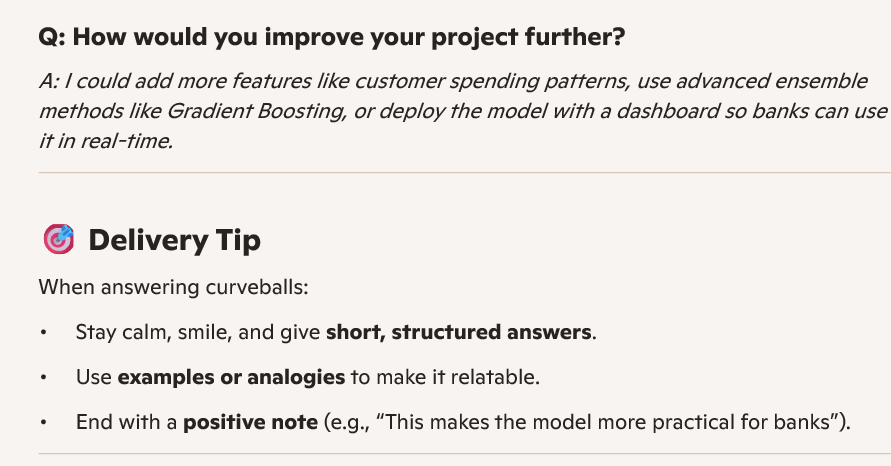 Q: How would you improve your project further?
A: I could add more features like customer spending patterns, use advanced ensemble
methods like Gradient Boosting, or deploy the model with a dashboard so banks can use
it in real-time.
🎯 Delivery Tip
When answering curveballs:
• Stay calm, smile, and give short, structured answers.
• Use examples or analogies to make it relatable.
• End with a positive note (e.g., “This makes the model more practical for banks”).